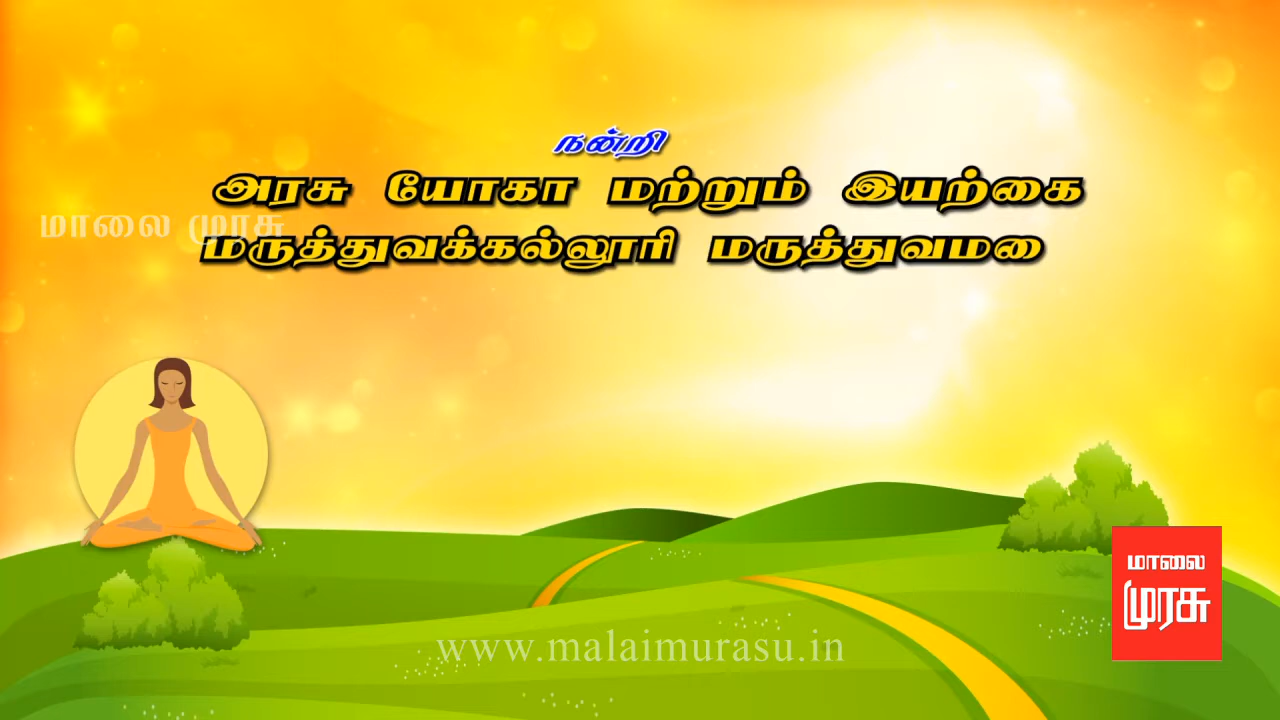 நன்றி
அரசு யோகா மற்றும் இயற்கை
மாலை முரசு
மருத்துவக்கல்லூரி மருத்துவமனை
மாலை
முரசு
www.malaimurasu.in